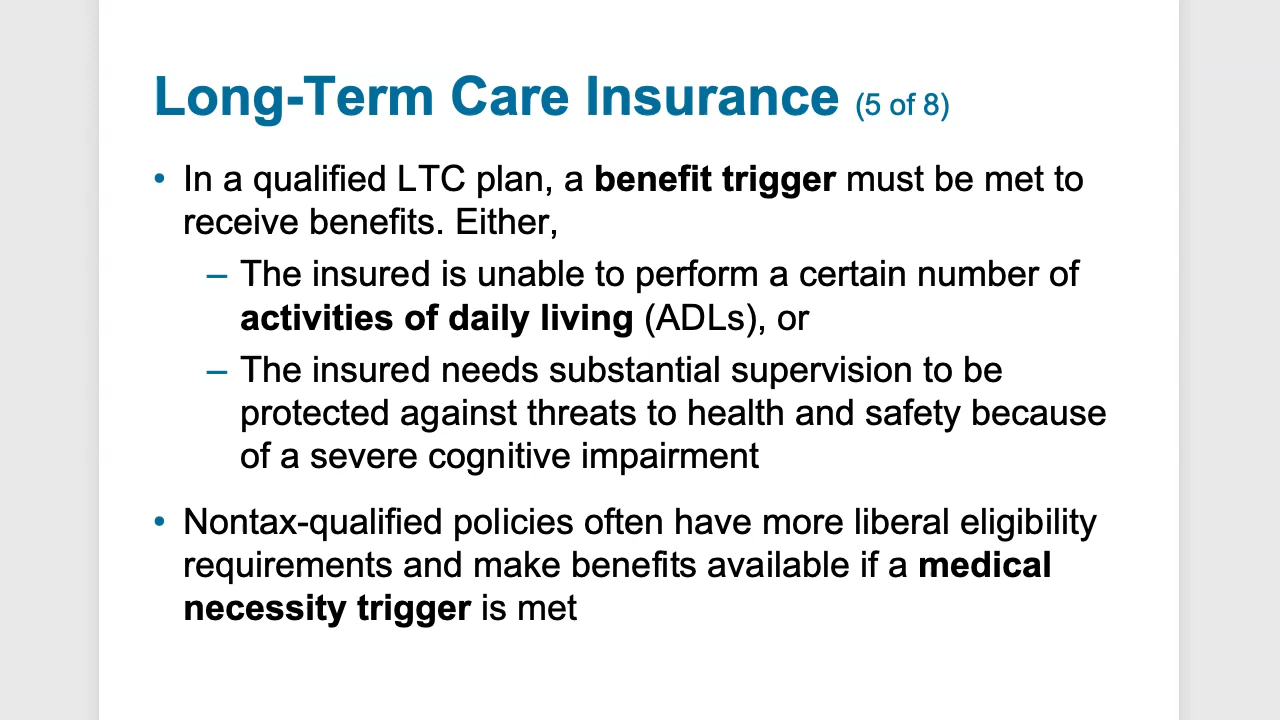 Long-Term Care Insurance (5 of 8)
• In a qualified LTC plan, a benefit trigger must be met to
receive benefits. Either,
– The insured is unable to perform a certain number of
activities of daily living (ADLs), or
– The insured needs substantial supervision to be
protected against threats to health and safety because
of a severe cognitive impairment
• Nontax-qualified policies often have more liberal eligibility
requirements and make benefits available if a medical
necessity trigger is met